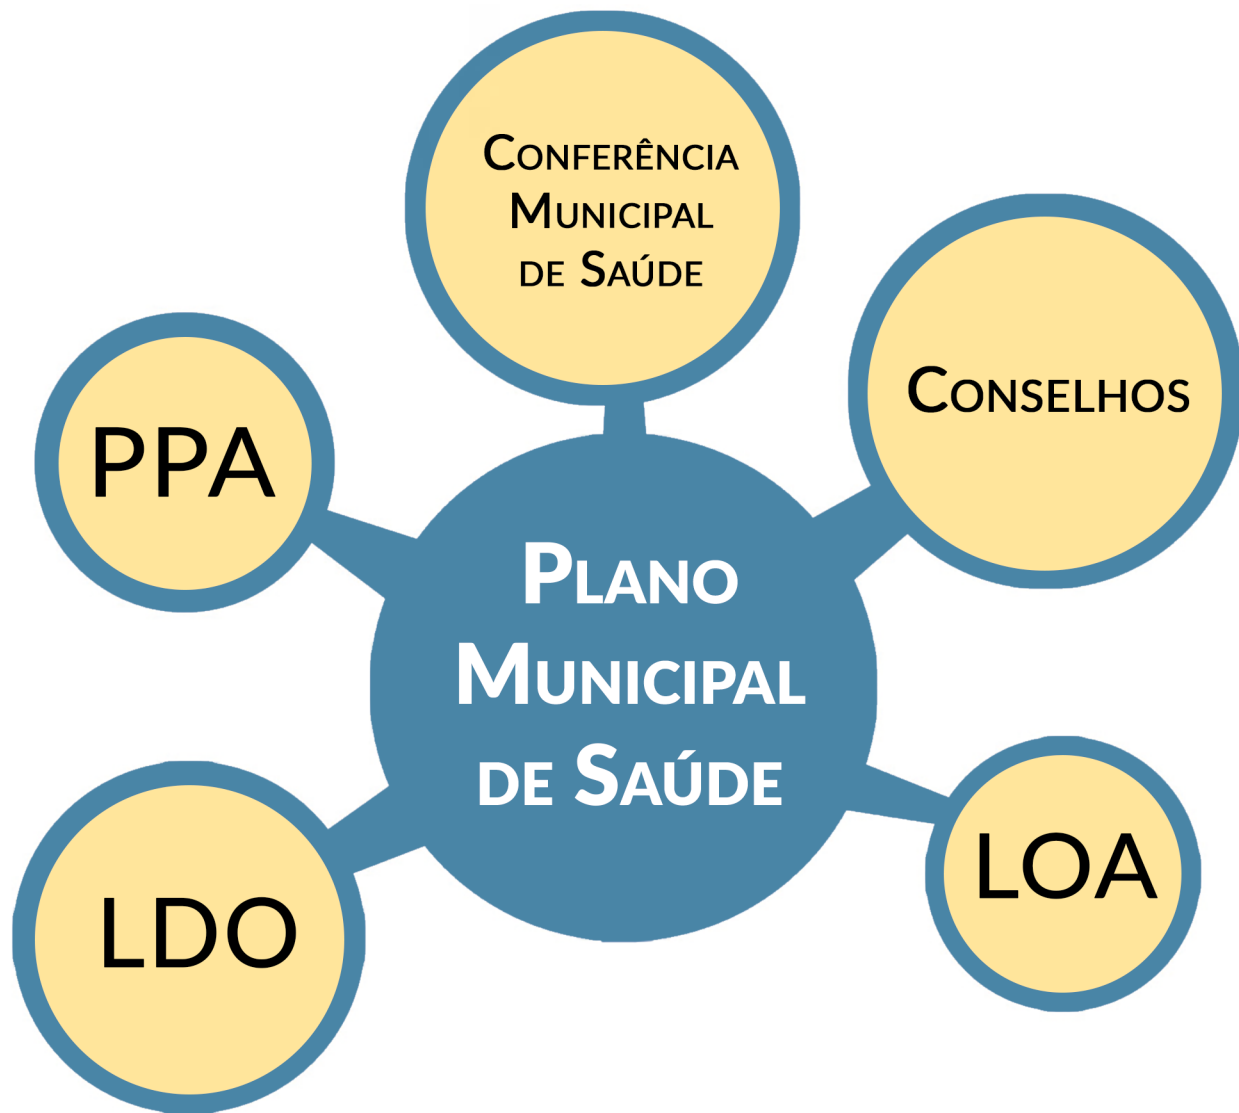 Conferência
Municipal
de Saúde
Conselhos
PPA
Plano
Municipal
de Saúde
LDO
LOA